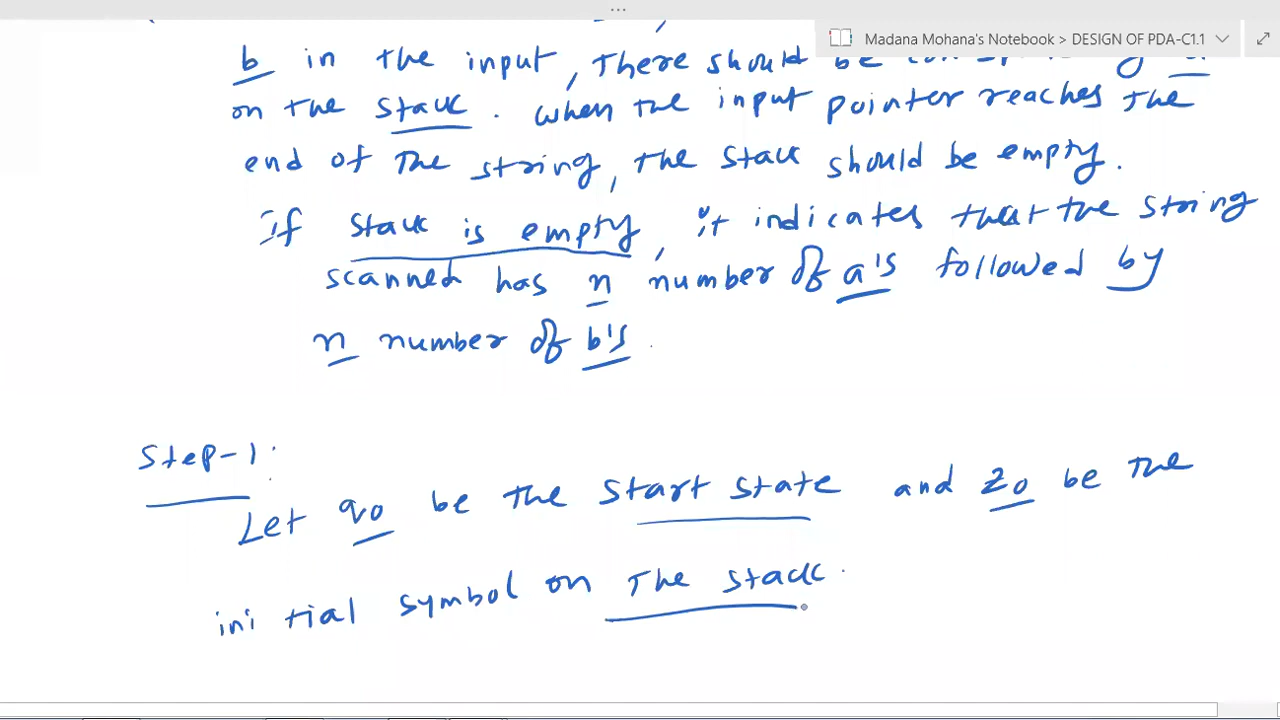 Madana Mohana's Notebook > DESIGN OF PDA-C1.1
b in the input, there should be
on the stack. when the input pointer reaches the
end of the string, the stack should be empty.
If stack is empty, it indicates that the string
scanned has n number of a's followed by
n number of b's.
Step-1:
Let q0 be the start state and Z0 be the
initial symbol on the stack.